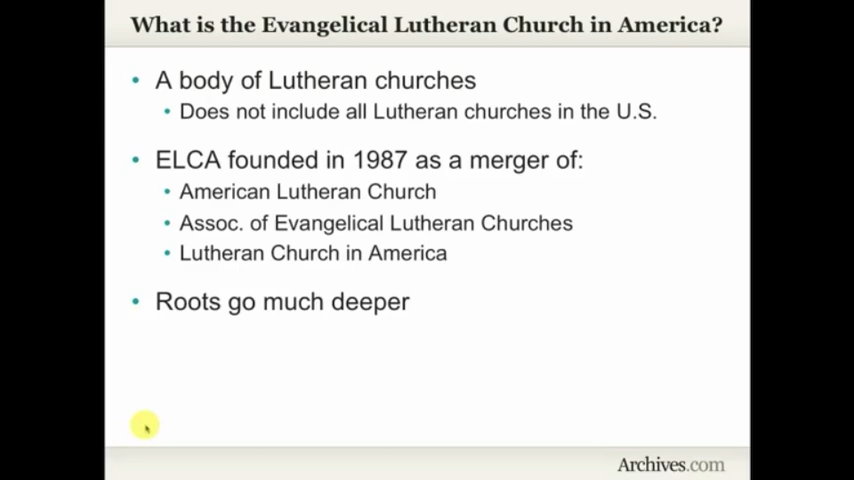 What is the Evangelical Lutheran Church in America?
• A body of Lutheran churches
• Does not include all Lutheran churches in the U.S.
• ELCA founded in 1987 as a merger of:
• American Lutheran Church
• Assoc. of Evangelical Lutheran Churches
• Lutheran Church in America
• Roots go much deeper
Archives.com